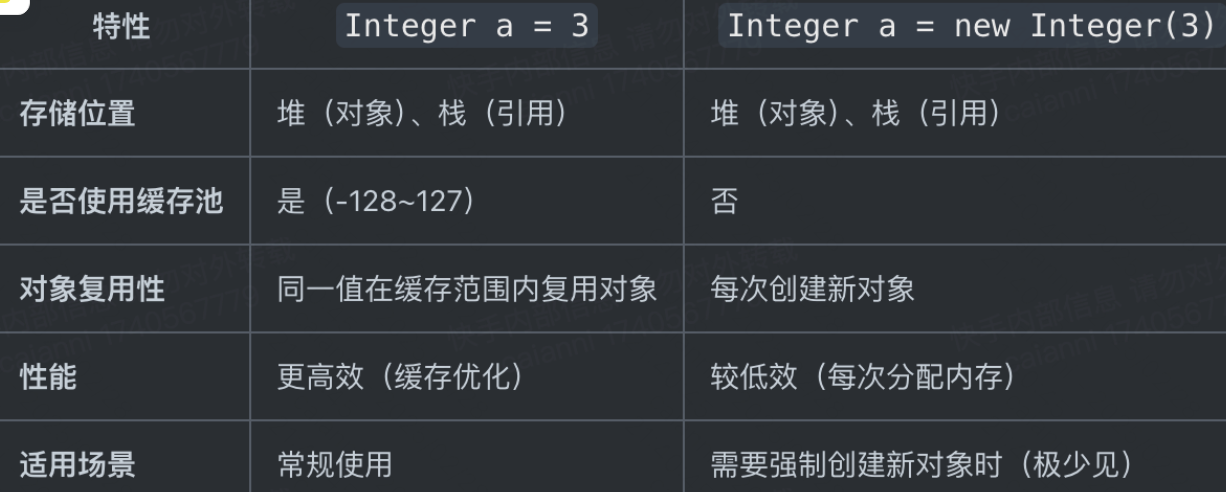 特性 Integer a = 3 Integer a = new Integer(3)
存储位置 堆（对象）、栈（引用） 堆（对象）、栈（引用）
是否使用缓存池 是（-128~127） 否
对象复用性 同一值在缓存范围内复用对象 每次创建新对象
性能 更高效（缓存优化） 较低效（每次分配内存）
适用场景 常规使用 需要强制创建新对象时（极少见）